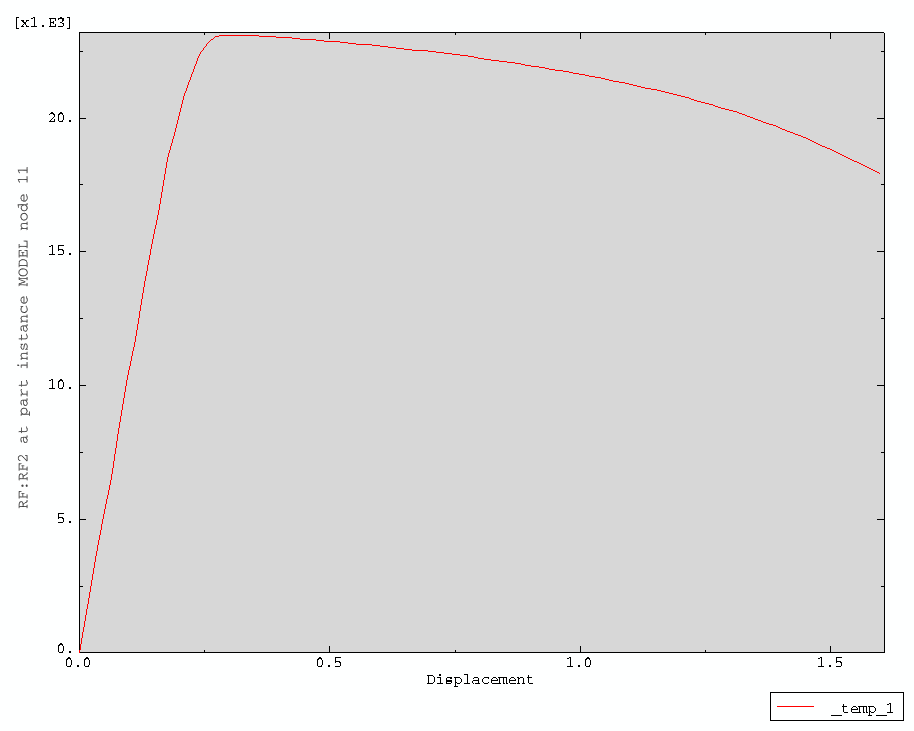 [x1.E3]
20.
15.
10.
5.
0.
RF:RF2 at part instance MODEL node 11
0.0
0.5
1.0
1.5
Displacement
_temp_1